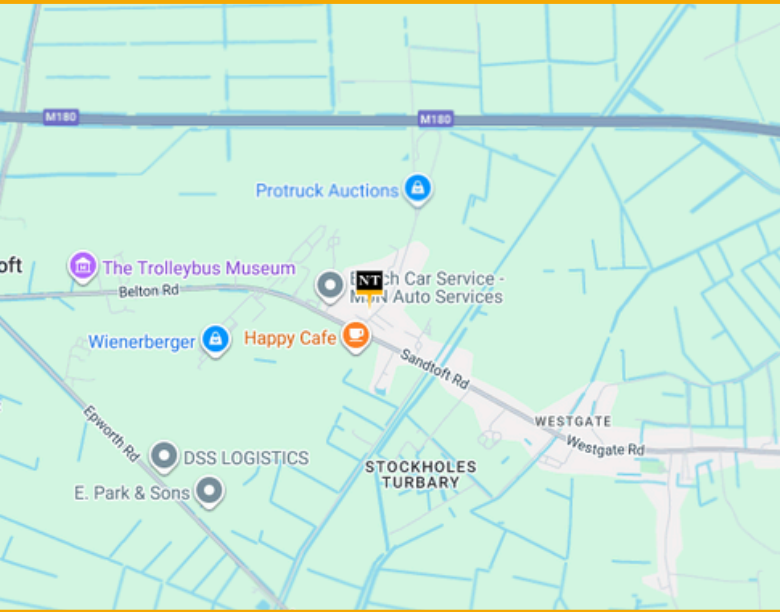 M180
M180
Protruck Auctions
oft
The Trolleybus Museum
Car Service -
NT
Auto Services
Belton Rd
Wienerberger
Happy Cafe
Sandtoft Rd
Epworth Rd
WESTGATE
Westgate Rd
DSS LOGISTICS
STOCKHOLES
TURBARY
E. Park & Sons